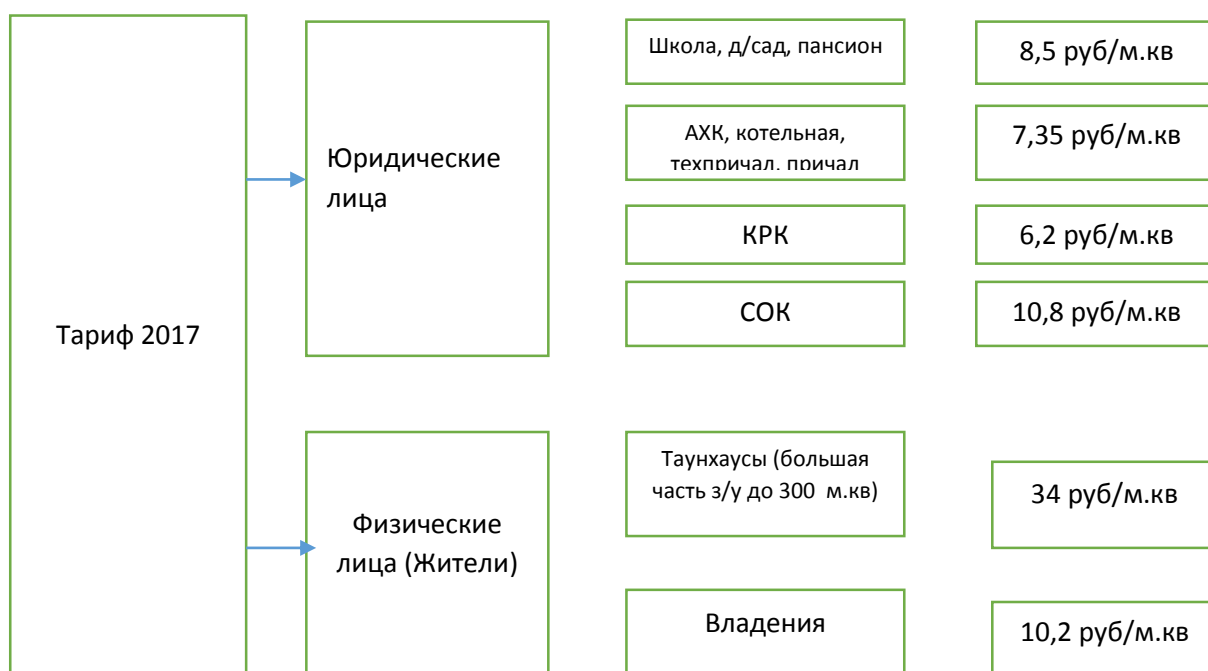 Тариф 2017
Юридические
лица
Школа, д/сад, пансион
8,5 руб/м.кв
АХК, котельная,
техпричал, причал
7,35 руб/м.кв
КРК
6,2 руб/м.кв
СОК
10,8 руб/м.кв
Физические
лица (Жители)
Таунхаусы (большая
часть з/у до 300 м.кв)
34 руб/м.кв
Владения
10,2 руб/м.кв